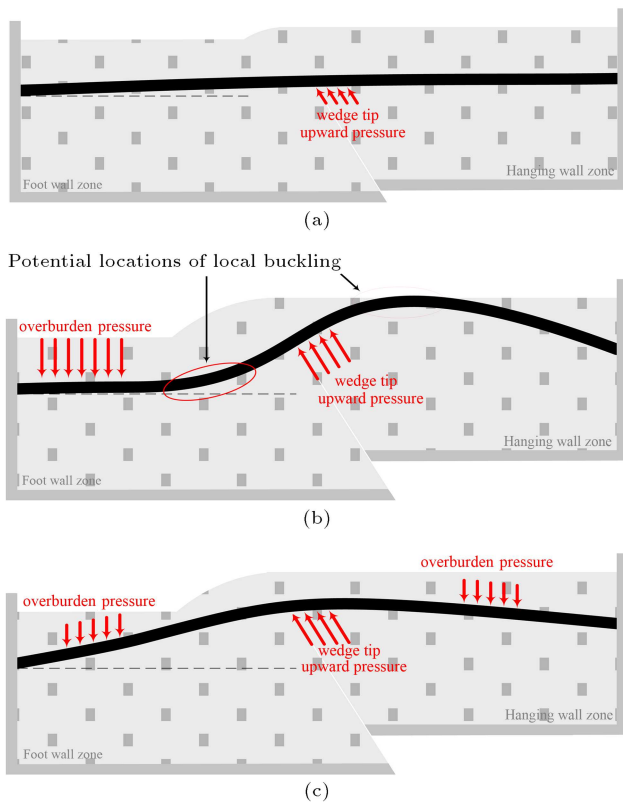 wedge tip
upward pressure
Foot wall zone
Hanging wall zone
(a)
Potential locations of local buckling
overburden pressure
wedge tip
upward pressure
Hanging wall zone
Foot wall zone
(b)
overburden pressure
overburden pressure
wedge tip
upward pressure
Hanging wall zone
Foot wall zone
(c)